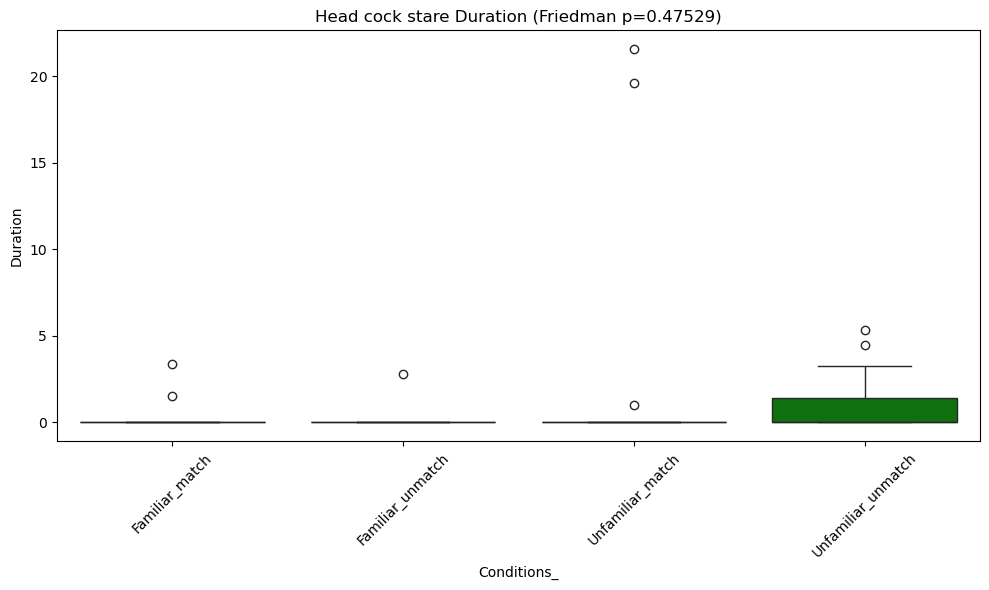 Head cock stare Duration (Friedman p=0.47529)
Duration
20
15
10
5
0
Familiar_match
Familiar_unmatch
Unfamiliar_match
Unfamiliar_unmatch
Conditions_